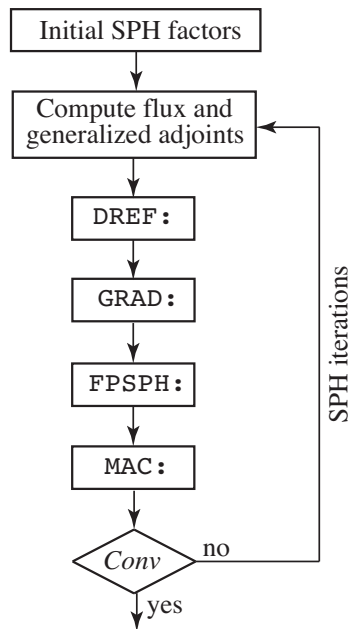 Initial SPH factors
Compute flux and
generalized adjoints
DREF:
GRAD:
FPSPH:
MAC:
Conv
no
yes
SPH iterations